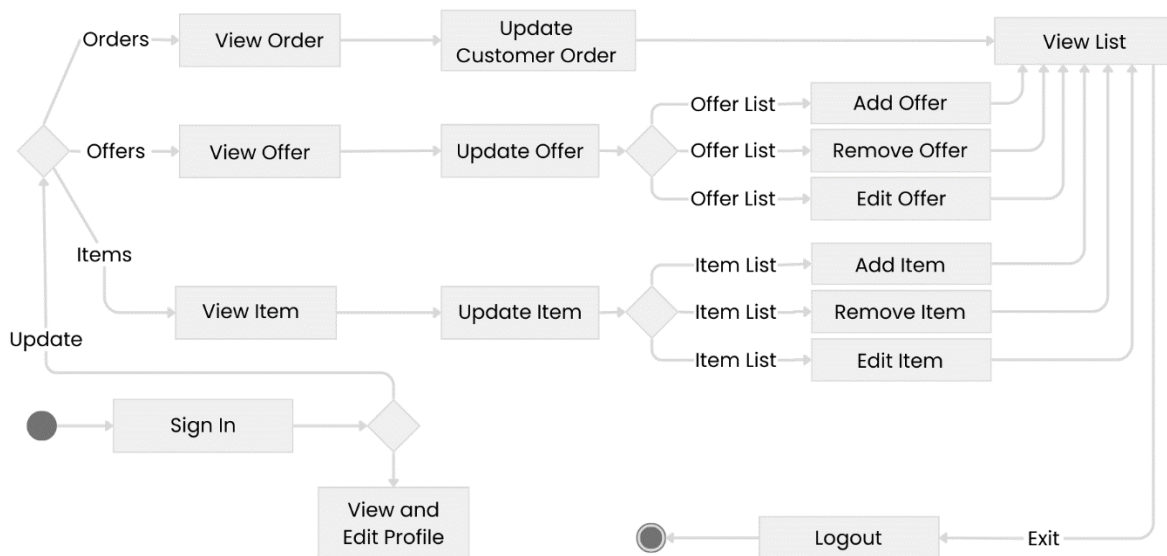 Orders
View Order
Update
Customer Order
View List
Offers
View Offer
Update Offer
Offer List
Add Offer
Offer List
Remove Offer
Offer List
Edit Offer
Items
View Item
Update Item
Item List
Add Item
Item List
Remove Item
Item List
Edit Item
Update
Sign In
View and
Edit Profile
Logout
Exit